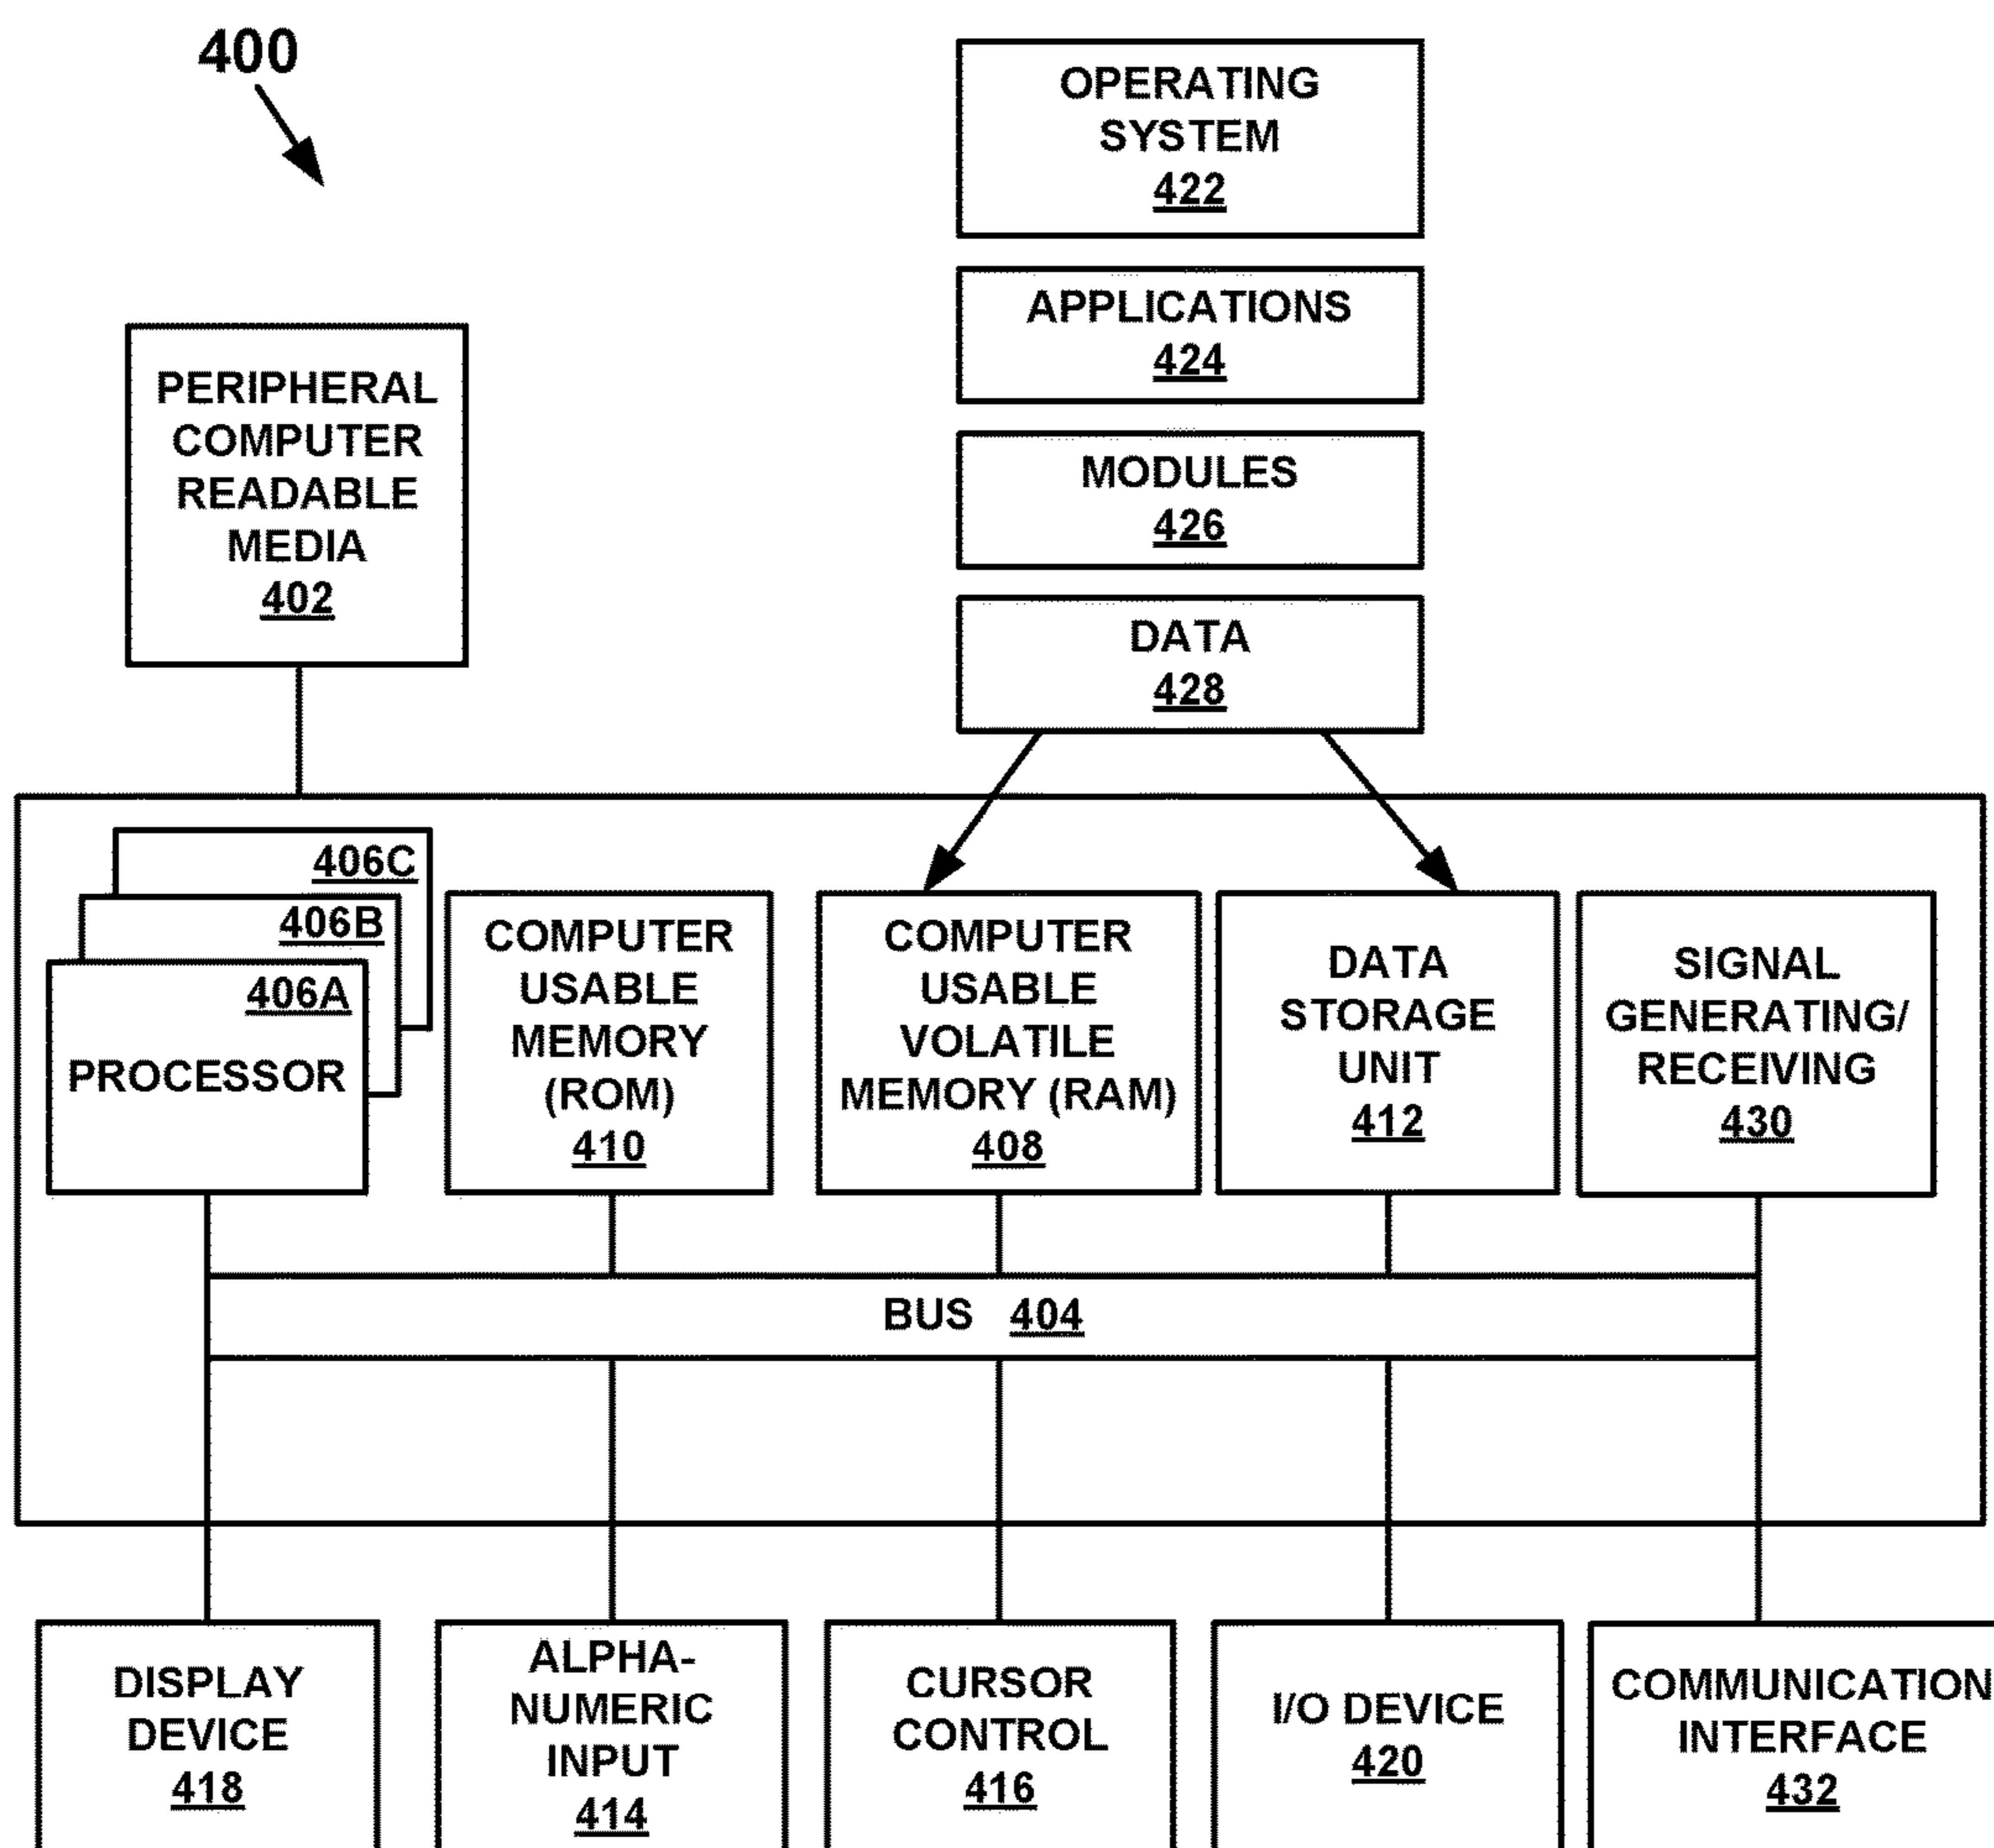 400
OPERATING
SYSTEM
422
APPLICATIONS
424
MODULES
426
DATA
428
PERIPHERAL
COMPUTER
READABLE
MEDIA
402
406C
406B
406A
PROCESSOR
COMPUTER
USABLE
MEMORY
(ROM)
410
COMPUTER
USABLE
VOLATILE
MEMORY (RAM)
408
DATA
STORAGE
UNIT
412
SIGNAL
GENERATING/
RECEIVING
430
BUS 404
DISPLAY
DEVICE
418
ALPHA-
NUMERIC
INPUT
414
CURSOR
CONTROL
416
I/O DEVICE
420
COMMUNICATION
INTERFACE
432